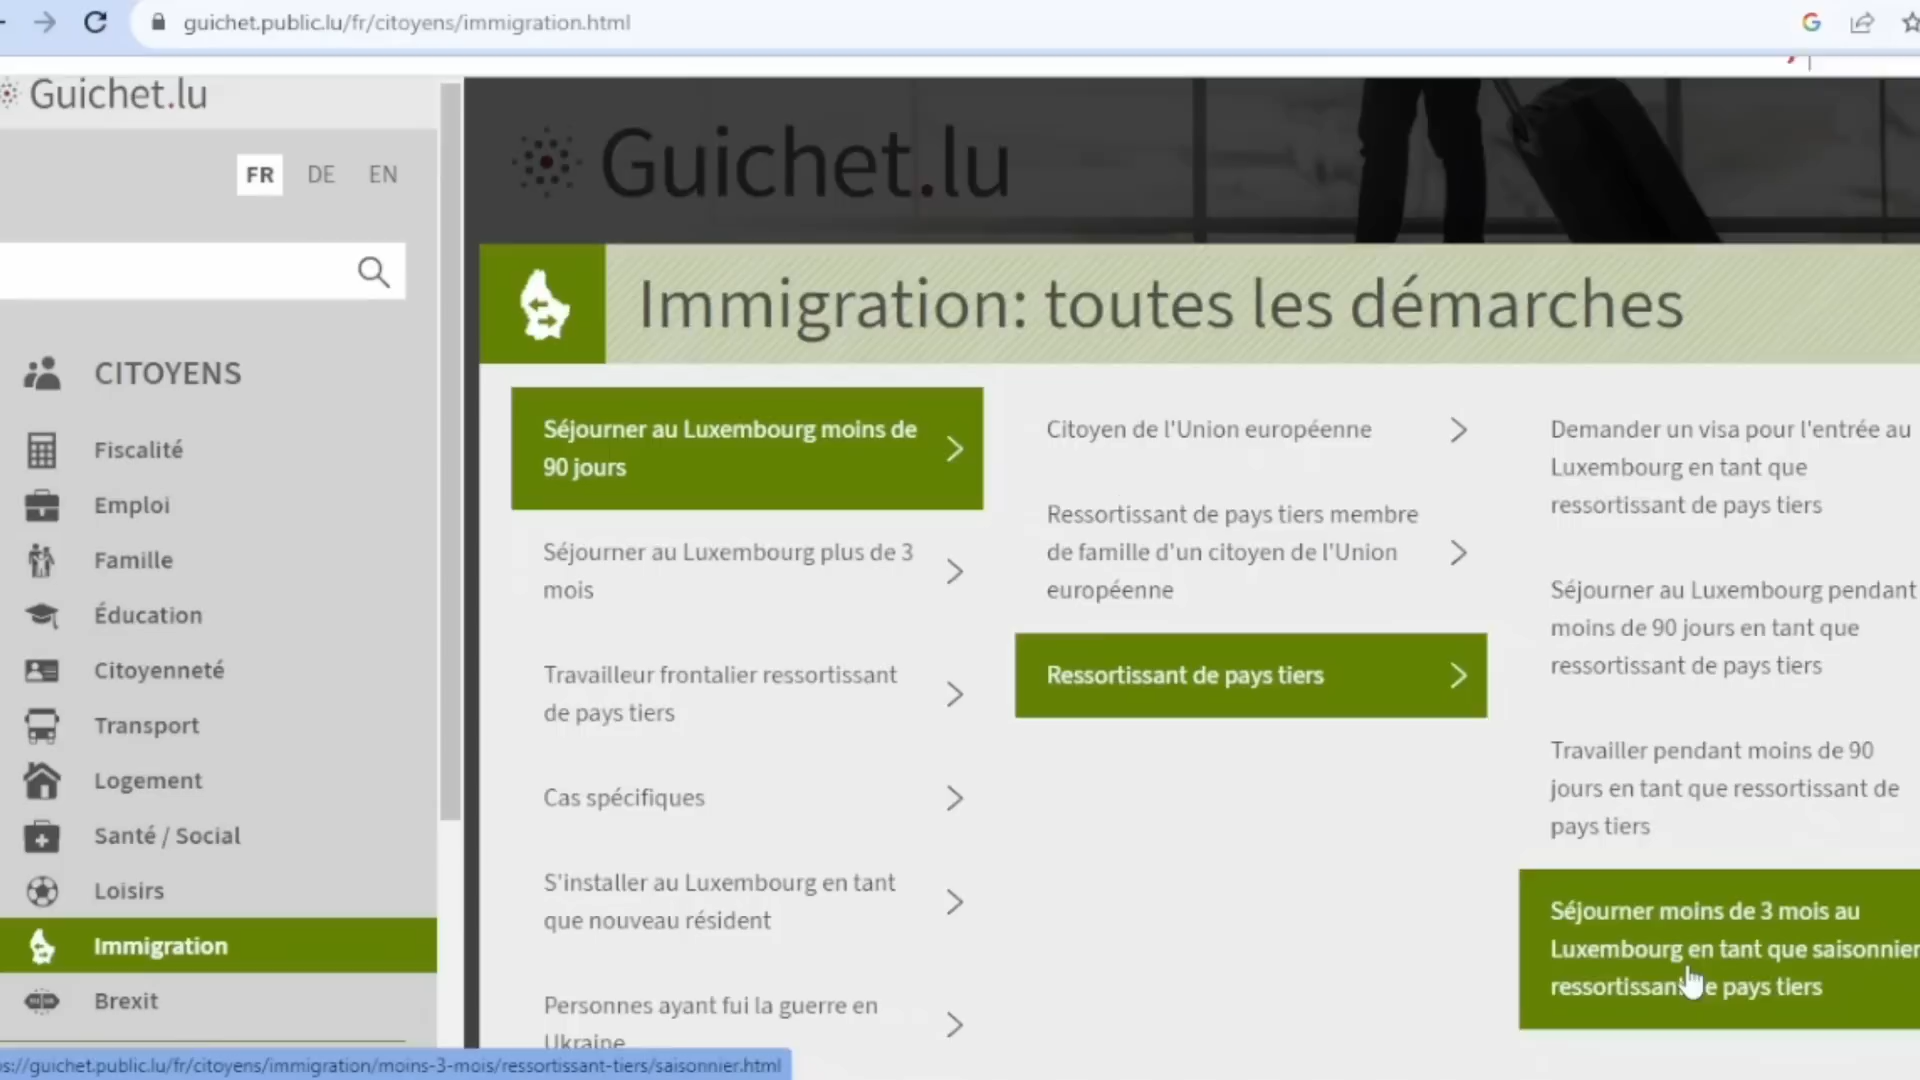 guichet.public.lu/fr/citoyens/immigration.html
Guichet.lu
FR DE EN
CITOYENS
Fiscalité
Emploi
Famille
Éducation
Citoyenneté
Transport
Logement
Santé / Social
Loisirs
Immigration
Brexit
Guichet.lu
Immigration: toutes les démarches
Séjourner au Luxembourg moins de
90 jours
Séjourner au Luxembourg plus de 3
mois
Travailleur frontalier ressortissant
de pays tiers
Cas spécifiques
S'installer au Luxembourg en tant
que nouveau résident
Personnes ayant fui la guerre en
Ukraine
Citoyen de l'Union européenne
Ressortissant de pays tiers membre
de famille d'un citoyen de l'Union
européenne
Ressortissant de pays tiers
Demander un visa pour l'entrée au
Luxembourg en tant que
ressortissant de pays tiers
Séjourner au Luxembourg pendant
moins de 90 jours en tant que
ressortissant de pays tiers
Travailler pendant moins de 90
jours en tant que ressortissant de
pays tiers
Séjourner moins de 3 mois au
Luxembourg en tant que saisonnier
ressortissant de pays tiers
s://guichet.public.lu/fr/citoyens/immigration/moins-3-mois/ressortissant-tiers/saisonnier.html